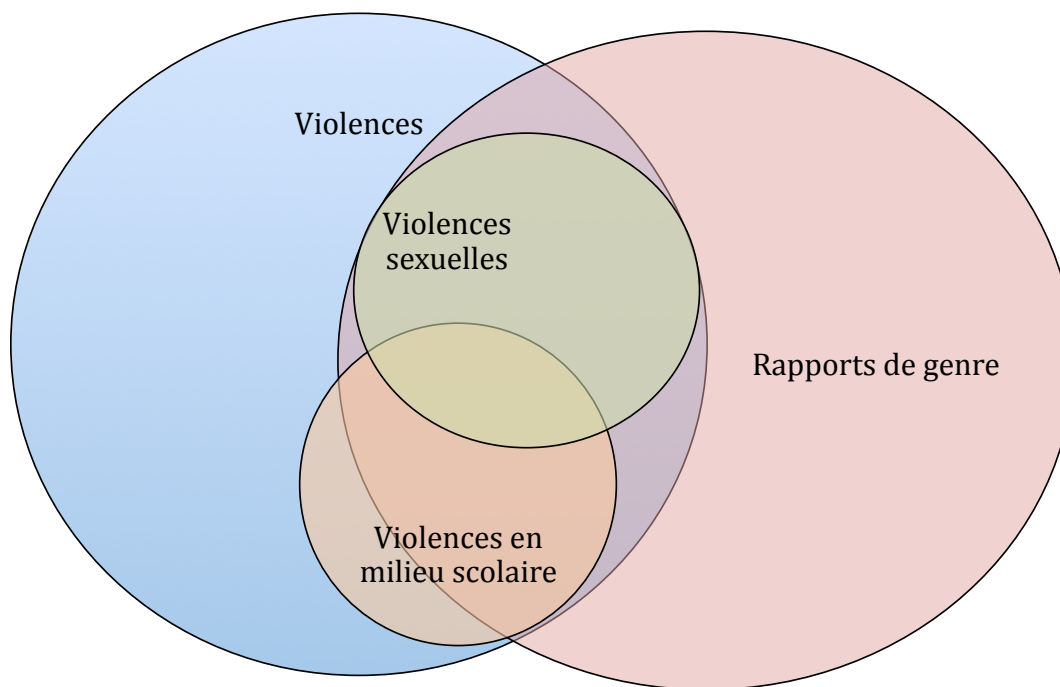 Violences
Violences
sexuelles
Rapports de genre
Violences en
milieu scolaire